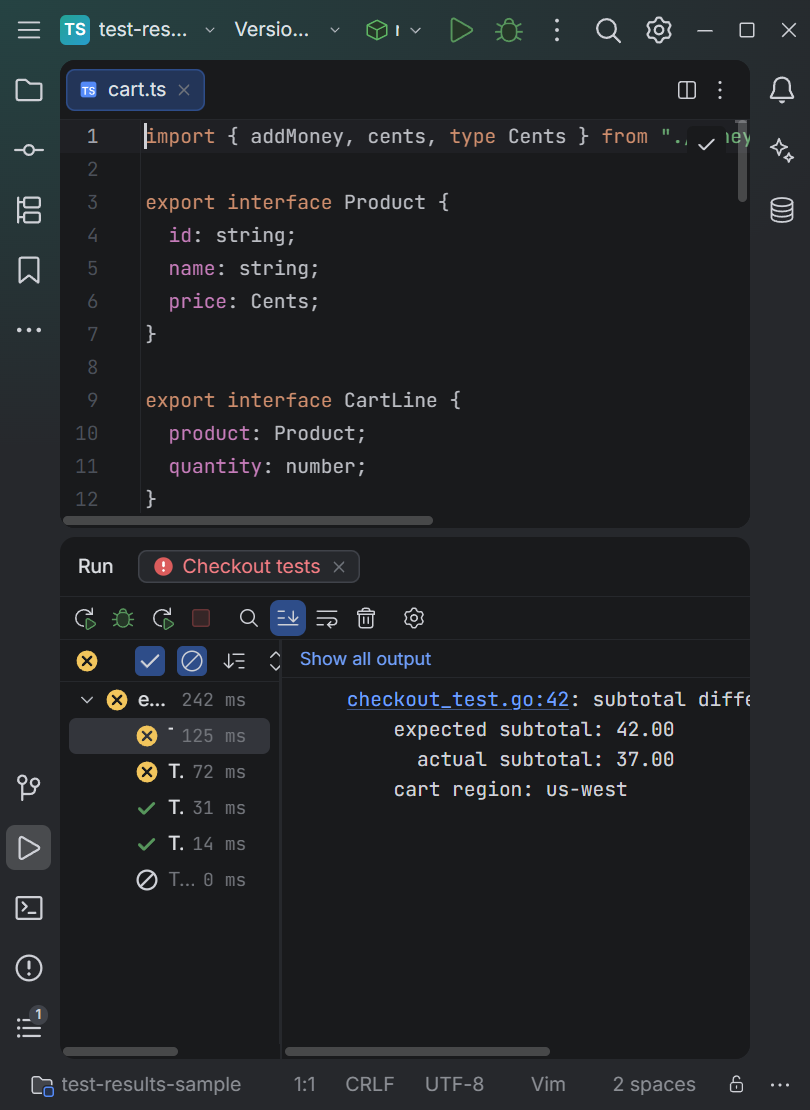 TS test-res... Versio...
TS cart.ts
1 import { addMoney, cents, type Cents } from "./
2
3 export interface Product {
4 id: string;
5 name: string;
6 price: Cents;
7 }
8
9 export interface CartLine {
10 product: Product;
11 quantity: number;
12 }
Run Checkout tests
Show all output
e... 242 ms
125 ms
T. 72 ms
T. 31 ms
T. 14 ms
T... 0 ms
checkout_test.go:42: subtotal diffe
expected subtotal: 42.00
actual subtotal: 37.00
cart region: us-west
1
test-results-sample 1:1 CRLF UTF-8 Vim 2 spaces